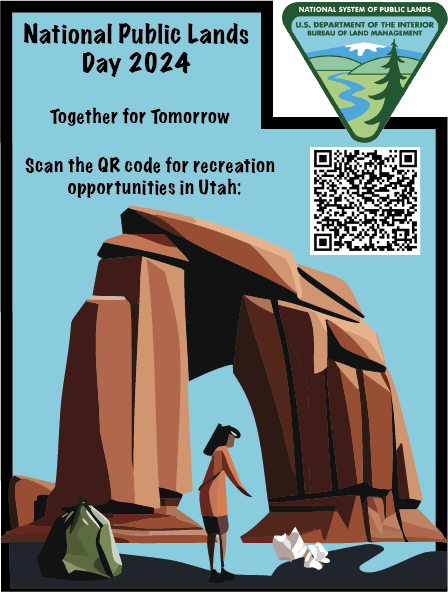 National Public Lands
Day 2024
Together for Tomorrow
Scan the QR code for recreation
opportunities in Utah:
NATIONAL SYSTEM OF PUBLIC LANDS
U.S. DEPARTMENT OF THE INTERIOR
BUREAU OF LAND MANAGEMENT